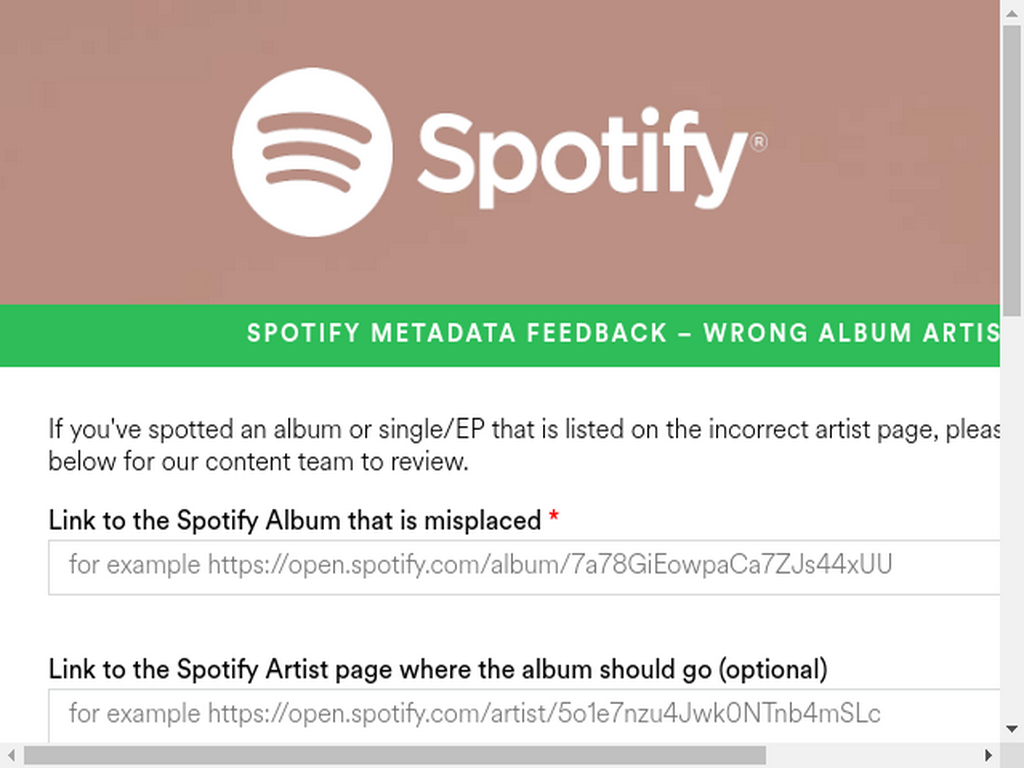 Spotify®
SPOTIFY METADATA FEEDBACK – WRONG ALBUM ARTIS
If you've spotted an album or single/EP that is listed on the incorrect artist page, pleas
below for our content team to review.
Link to the Spotify Album that is misplaced *
for example https://open.spotify.com/album/7a78GiEowpaCa7ZJs44xUU
Link to the Spotify Artist page where the album should go (optional)
for example https://open.spotify.com/artist/5o1e7nzu4Jwk0NTnb4mSLc